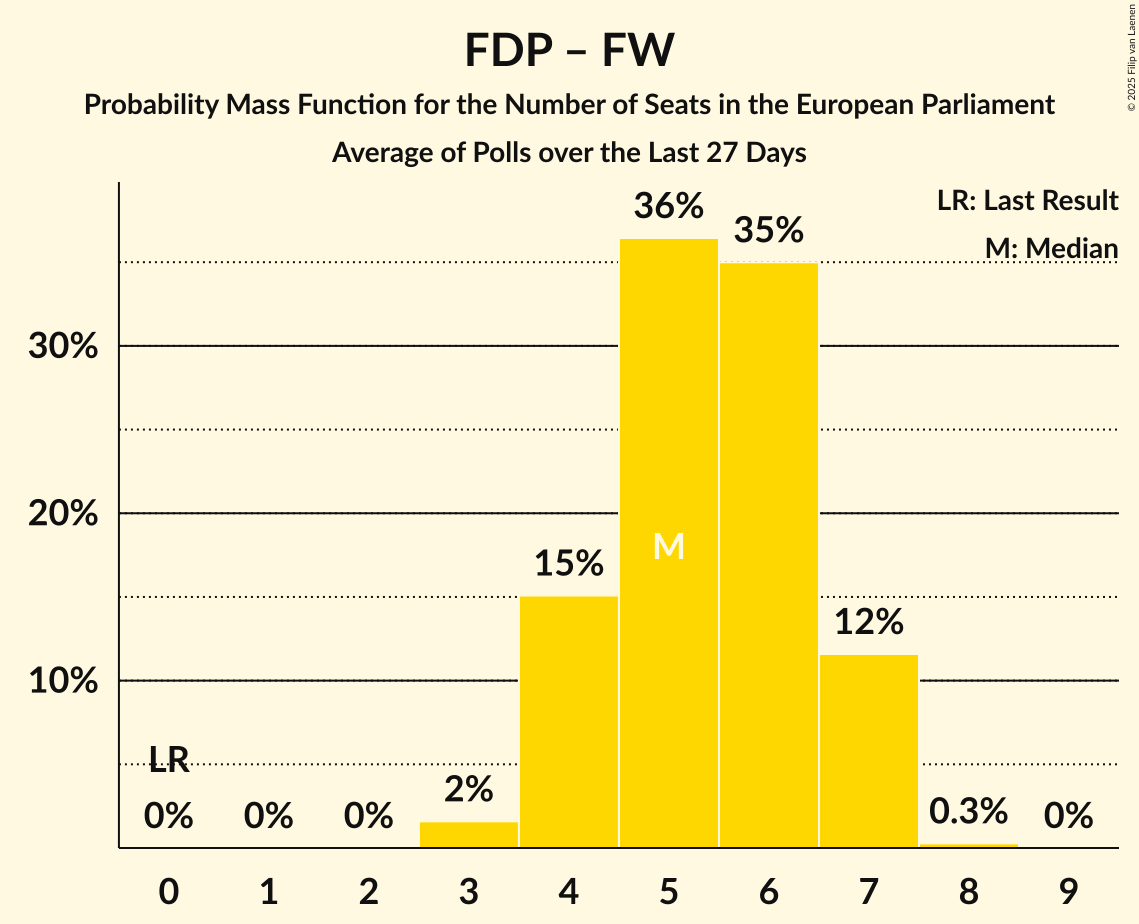 FDP – FW
Probability Mass Function for the Number of Seats in the European Parliament
Average of Polls over the Last 27 Days
© 2025 Filip van Laenen
LR: Last Result
M: Median
36%
35%
30%
20%
M
15%
12%
10%
LR
0%
0%
0%
2%
0.3%
0%
0 1 2 3 4 5 6 7 8 9